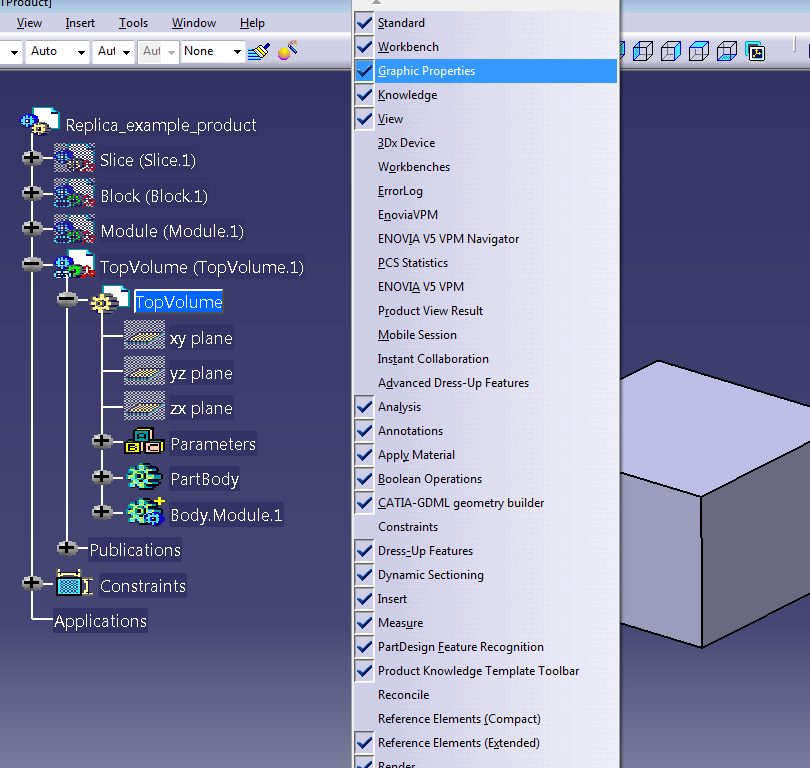 TProduct]
View Insert Tools Window Help
Auto Aut Aut None
Replica_example_product
Slice (Slice.1)
Block (Block.1)
Module (Module.1)
TopVolume (TopVolume.1)
TopVolume
xy plane
yz plane
zx plane
Parameters
PartBody
Body.Module.1
Publications
Constraints
Applications
Standard
Workbench
Graphic Properties
Knowledge
View
3Dx Device
Workbenches
ErrorLog
EnoviaVPM
ENOVIA V5 VPM Navigator
PCS Statistics
ENOVIA V5 VPM
Product View Result
Mobile Session
Instant Collaboration
Advanced Dress-Up Features
Analysis
Annotations
Apply Material
Boolean Operations
CATIA-GDML geometry builder
Constraints
Dress-Up Features
Dynamic Sectioning
Insert
Measure
PartDesign Feature Recognition
Product Knowledge Template Toolbar
Reconcile
Reference Elements (Compact)
Reference Elements (Extended)
Render